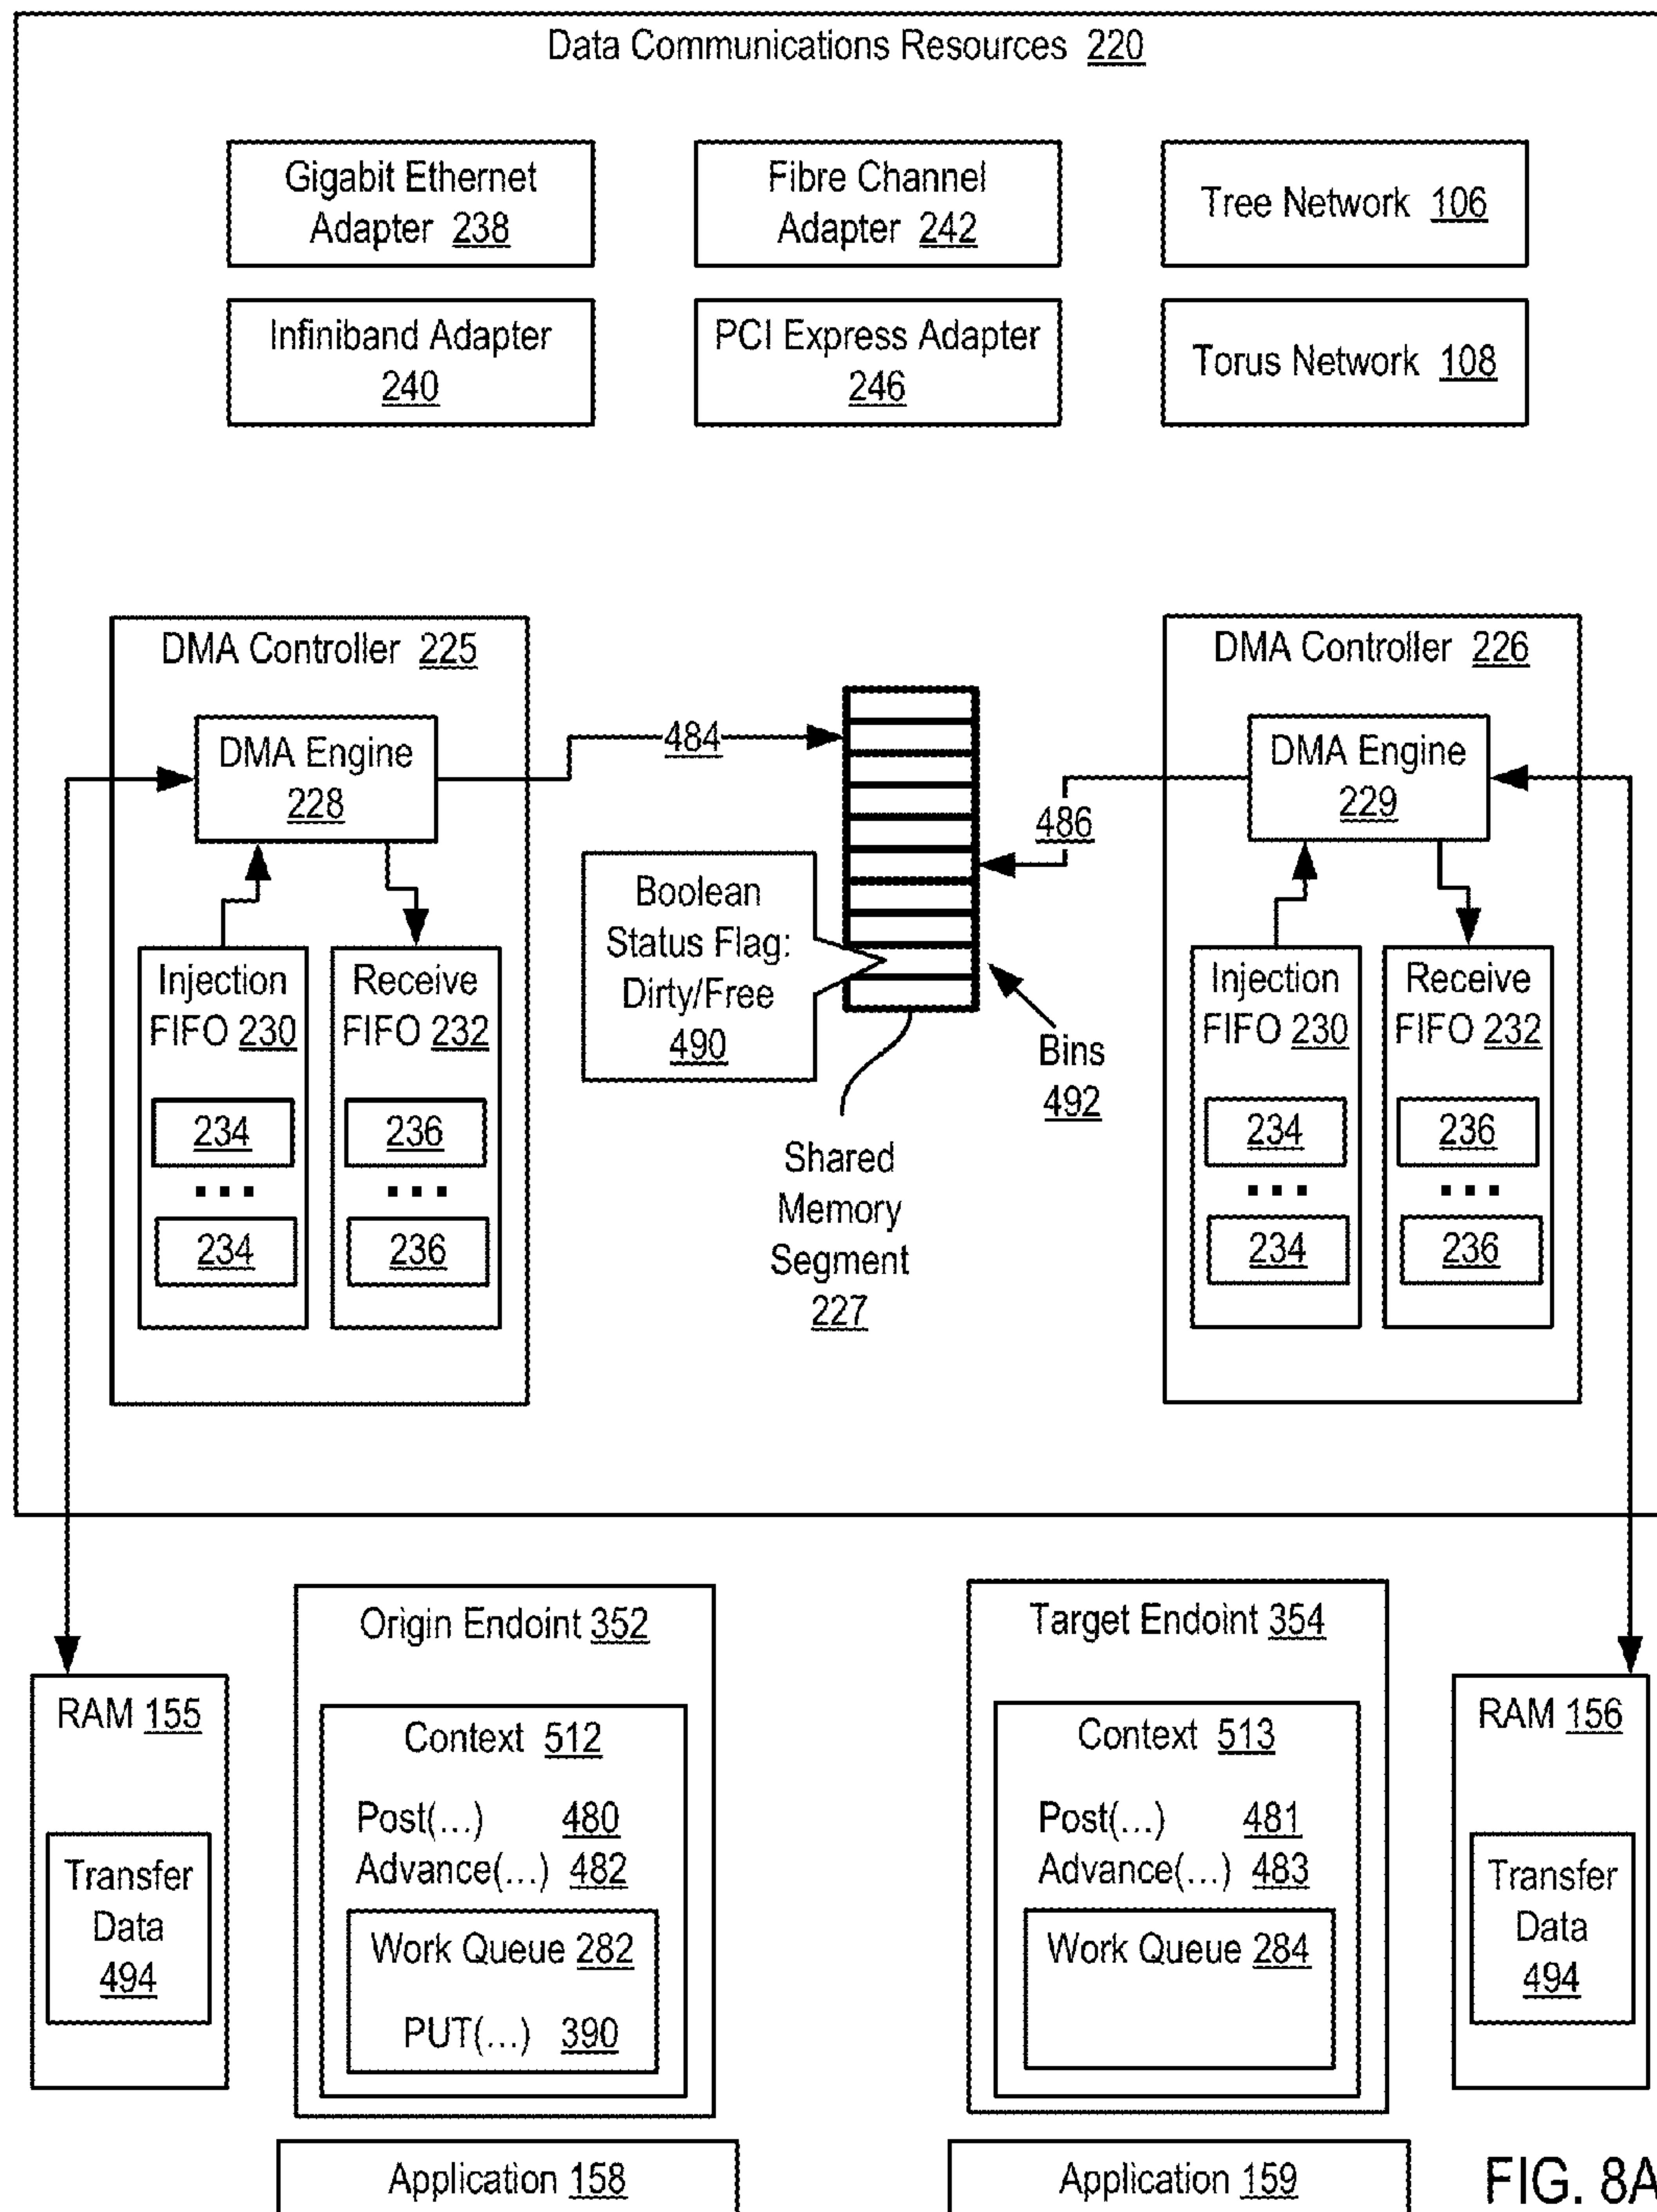 Data Communications Resources 220
Gigabit Ethernet
Adapter 238
Fibre Channel
Adapter 242
Tree Network 106
Infiniband Adapter
240
PCI Express Adapter
246
Torus Network 108
DMA Controller 225
DMA Engine
228
Injection
FIFO 230
234
...
234
Receive
FIFO 232
236
...
236
484
Boolean
Status Flag:
Dirty/Free
490
486
Bins
492
Shared
Memory
Segment
227
DMA Controller 226
DMA Engine
229
Injection
FIFO 230
234
...
234
Receive
FIFO 232
236
...
236
RAM 155
Transfer
Data
494
Origin Endoint 352
Context 512
Post(...) 480
Advance(...) 482
Work Queue 282
PUT(...) 390
Target Endoint 354
Context 513
Post(...) 481
Advance(...) 483
Work Queue 284
RAM 156
Transfer
Data
494
Application 158
Application 159
FIG. 8A